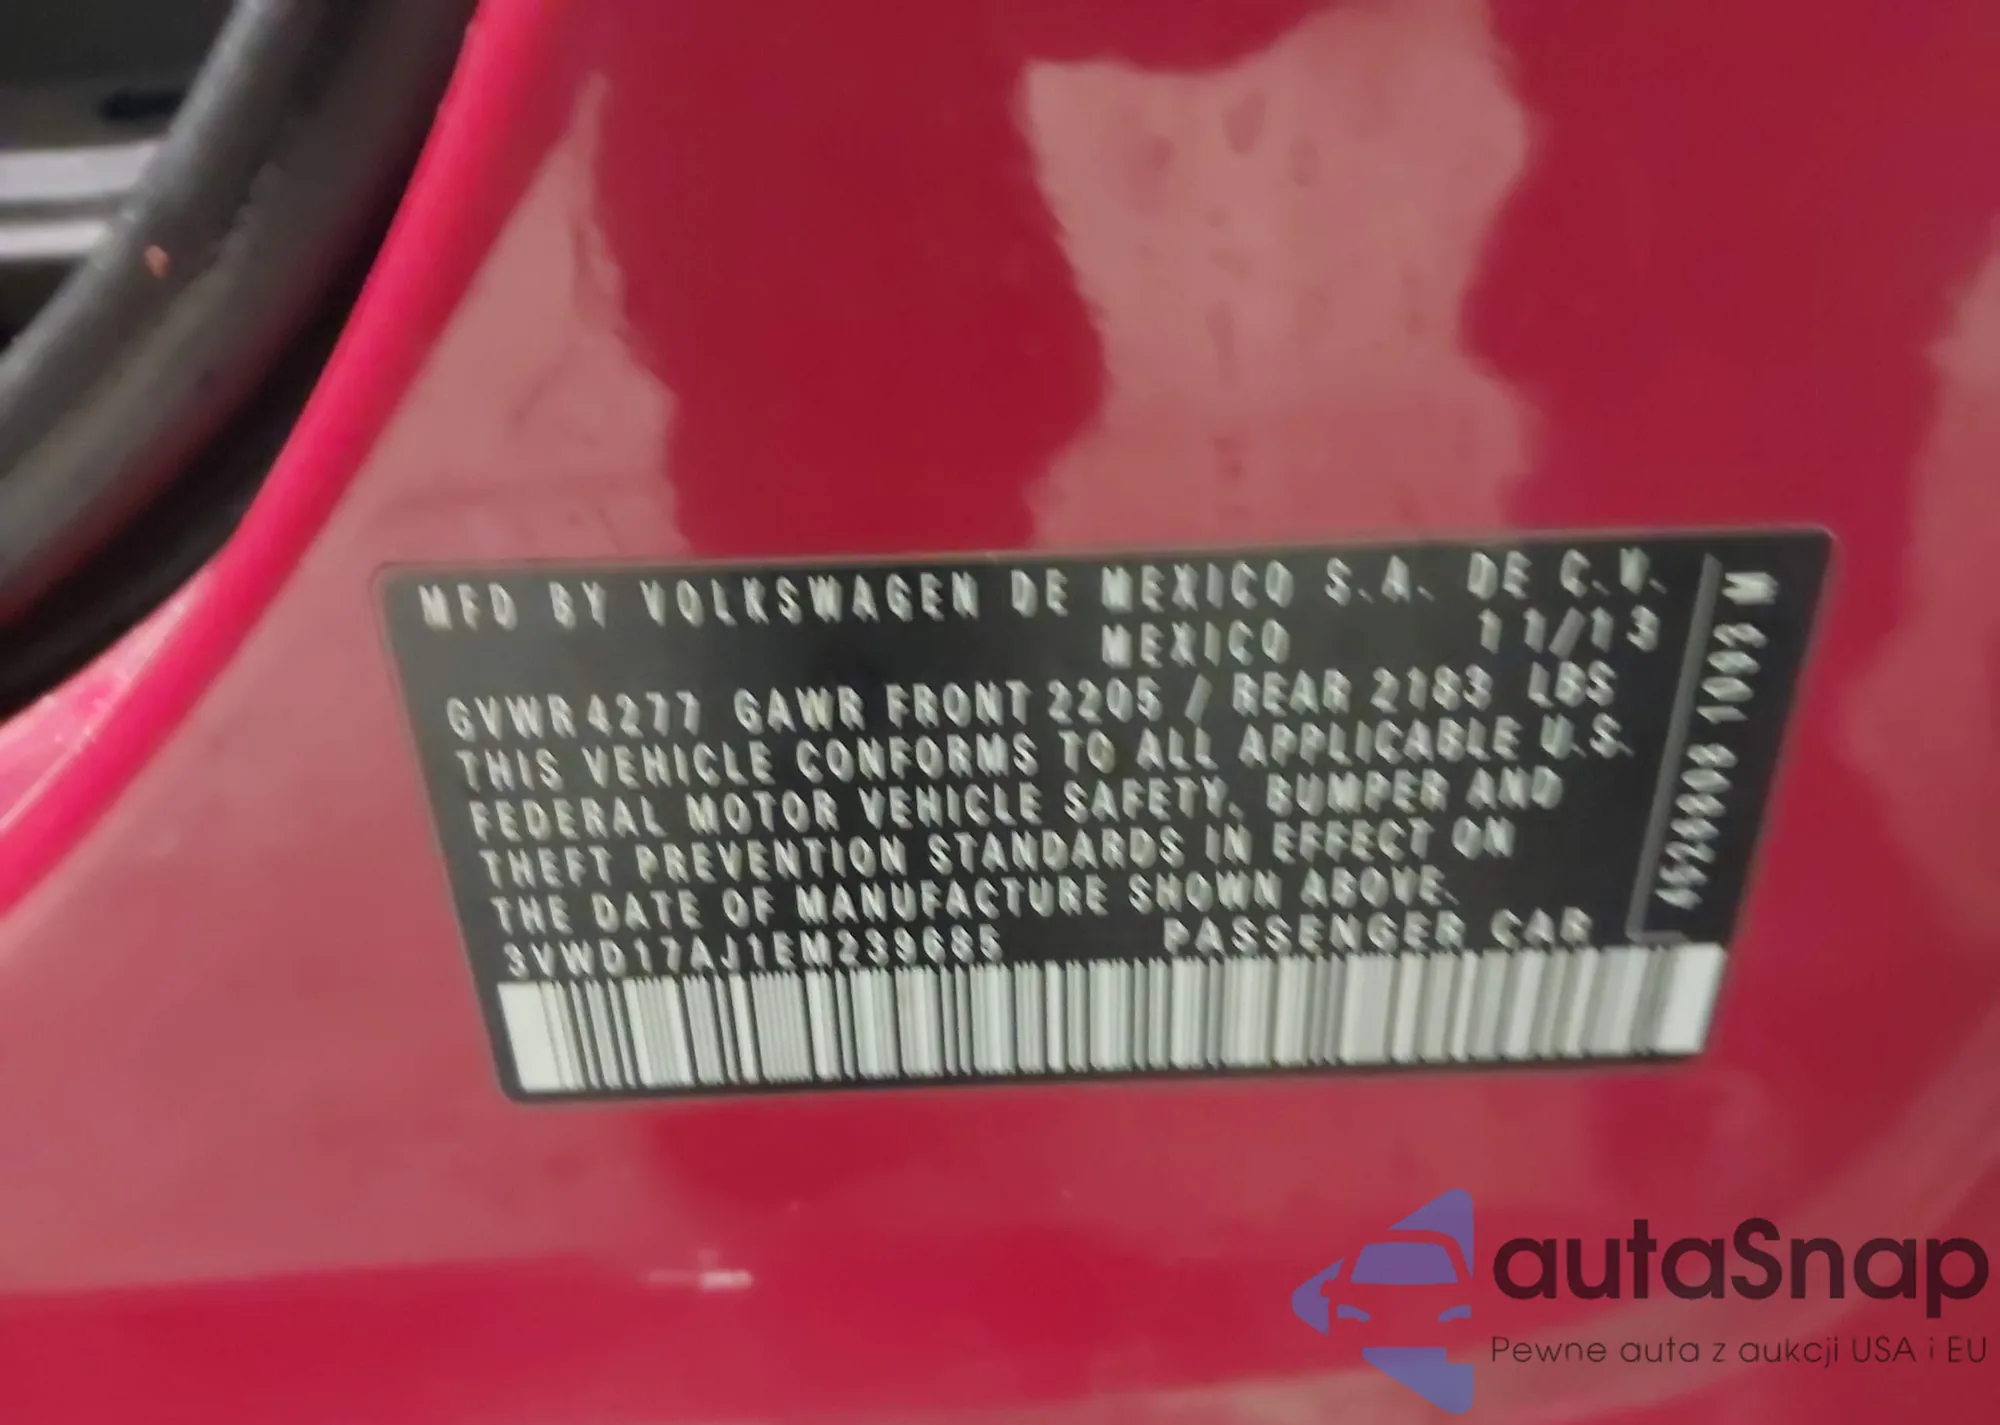 MFD BY VOLKSWAGEN DE MEXICO S.A. DE C.V.
MEXICO 11/13
GVWR 4277 GAWR FRONT 2205 / REAR 2183 LBS
THIS VEHICLE CONFORMS TO ALL APPLICABLE U.S.
FEDERAL MOTOR VEHICLE SAFETY, BUMPER AND
THEFT PREVENTION STANDARDS IN EFFECT ON
THE DATE OF MANUFACTURE SHOWN ABOVE.
3VWD17AJ1EM239685 PASSENGER CAR
autaSnap
Pewne auta z aukcji USA i EU